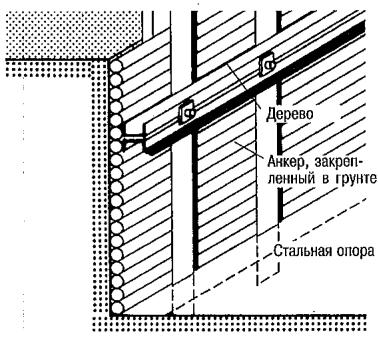 Дерево
Анкер, закреп-
ленный в грунте
Стальная опора